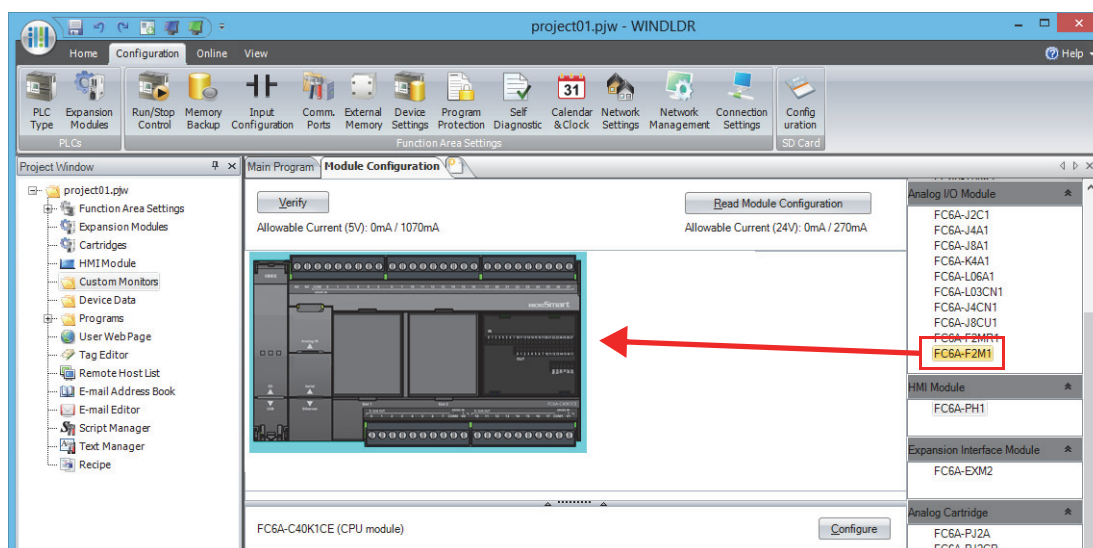 project01.pjw - WINDLDR
Home Configuration Online View Help
PLC Type
Expansion Modules
Run/Stop Control
Memory Backup
Input Configuration
Comm. Ports
External Memory
Device Settings
Program Protection
Self Diagnostic
31
Calendar & Clock
Network Settings
Network Management
Connection Settings
Config uration
PLCs
Function Area Settings
SD Card
Project Window
project01.pjw
Function Area Settings
Expansion Modules
Cartridges
HMI Module
Custom Monitors
Device Data
Programs
User Web Page
Tag Editor
Remote Host List
E-mail Address Book
E-mail Editor
Script Manager
Text Manager
Recipe
Main Program Module Configuration
Verify
Read Module Configuration
Allowable Current (5V): 0mA / 1070mA
Allowable Current (24V): 0mA / 270mA
Analog I/O Module
FC6A-J2C1
FC6A-J4A1
FC6A-J8A1
FC6A-K4A1
FC6A-L06A1
FC6A-L03CN1
FC6A-J4CN1
FC6A-J8CU1
FC6A-F2MR1
FC6A-F2M1
HMI Module
FC6A-PH1
Expansion Interface Module
FC6A-EXM2
Analog Cartridge
FC6A-PJ2A
FC6A-C40K1CE (CPU module)
Configure